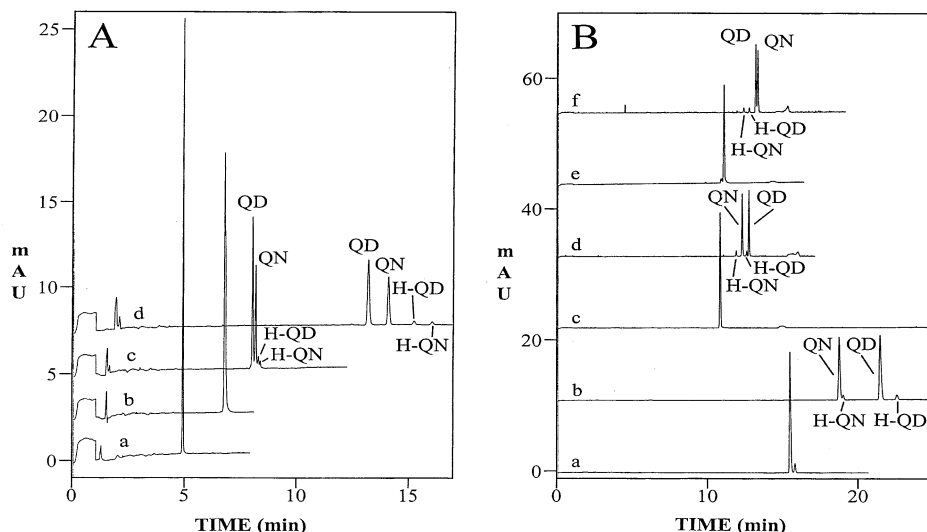 A
25
20
15
10
5
0
m
A
U
QD
QN
QD
QN
H-QD
H-QN
H-QD
H-QN
d
c
b
a
0
5
10
15
TIME (min)
B
60
40
20
0
m
A
U
QD
QN
f
H-QD
H-QN
e
QN
QD
d
H-QD
H-QN
c
QN
QD
b
H-QN
H-QD
a
0
10
20
TIME (min)